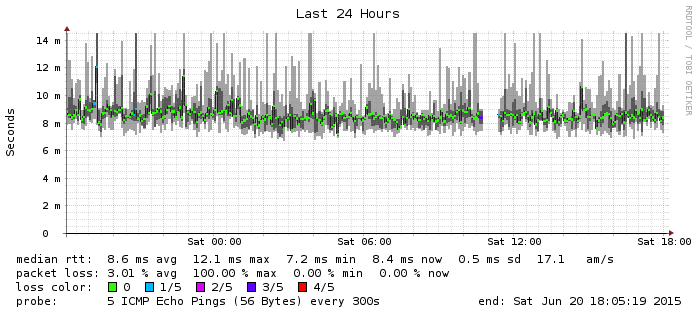 Last 24 Hours
RRDTOOL / TOBI OETIKER
Seconds
14 m
12 m
10 m
8 m
6 m
4 m
2 m
0
Sat 00:00 Sat 06:00 Sat 12:00 Sat 18:00
median rtt: 8.6 ms avg 12.1 ms max 7.2 ms min 8.4 ms now 0.5 ms sd 17.1 am/s
packet loss: 3.01 % avg 100.00 % max 0.00 % min 0.00 % now
loss color: 0 1/5 2/5 3/5 4/5
probe: 5 ICMP Echo Pings (56 Bytes) every 300s end: Sat Jun 20 18:05:19 2015